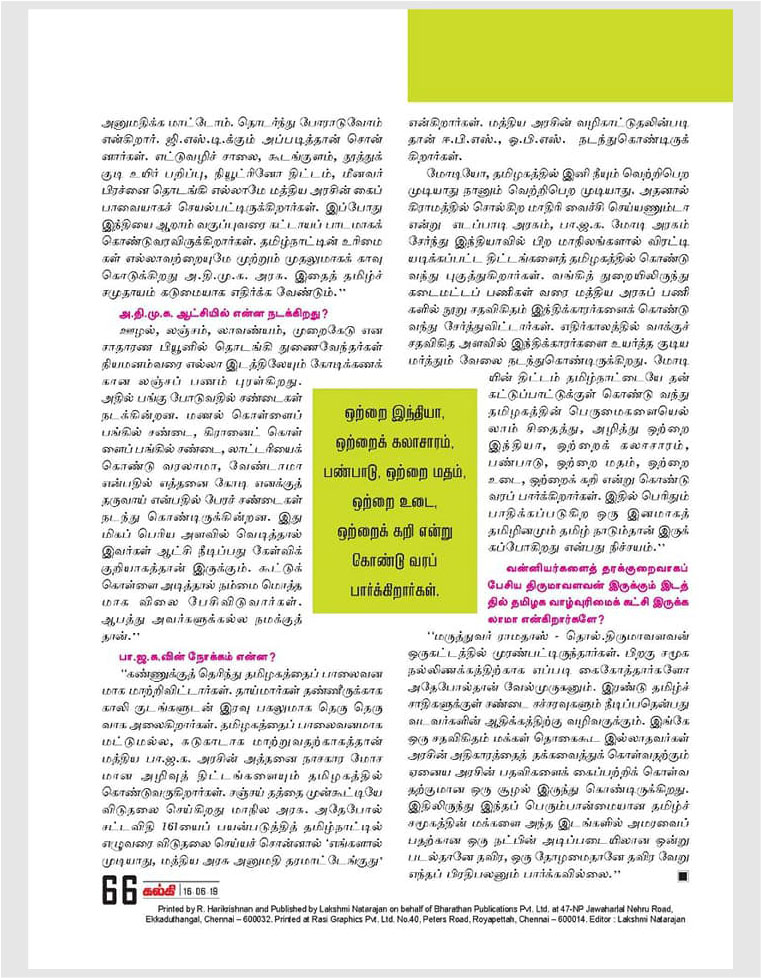 அனுமதிக்க மாட்டோம். தொடர்ந்து போராடுவோம்
என்கிறார். ஜி.எஸ்.டி.க்கும் அப்படித்தான் சொன்
னார்கள். எட்டுவழிச் சாலை, கூடங்குளம், தூத்துக்
குடி உயிர் பறிப்பு, நியூட்ரினோ திட்டம், மீனவர்
பிரச்னை தொடங்கி எல்லாமே மத்திய அரசின் கைப்
பாவையாகச் செயல்பட்டிருக்கிறார்கள். இப்போது
இந்தியை ஆறாம் வகுப்புவரை கட்டாயப் பாடமாகக்
கொண்டுவரவிருக்கிறார்கள். தமிழ்நாட்டின் உரிமை
கள் எல்லாவற்றையுமே முற்றும் முதலுமாகக் காவு
கொடுக்கிறது அ.தி.மு.க. அரசு. இதைத் தமிழ்ச்
சமுதாயம் கடுமையாக எதிர்க்க வேண்டும்.''
அ.தி.மு.க. ஆட்சியில் என்ன நடக்கிறது?
ஊழல், லஞ்சம், லாவண்யம், முறைகேடு என
சாதாரண பியூனில் தொடங்கி துணைவேந்தர்கள்
நியமனம்வரை எல்லா இடத்திலேயும் கோடிக்கணக்
கான லஞ்சப் பணம் புரள்கிறது.
அதில் பங்கு போடுவதில் சண்டைகள்
நடக்கின்றன. மணல் கொள்ளைப்
பங்கில் சண்டை, கிரானைட் கொள்
ளைப் பங்கில் சண்டை, லாட்டரியைக்
கொண்டு வரலாமா, வேண்டாமா
என்பதில் எத்தனை கோடி எனக்குத்
தருவாய் என்பதில் பேரச் சண்டைகள்
நடந்து கொண்டிருக்கின்றன. இது
மிகப் பெரிய அளவில் வெடித்தால்
இவர்கள் ஆட்சி நீடிப்பது கேள்விக்
குறியாகத்தான் இருக்கும். கூட்டுக்
கொள்ளை அடித்தால் நம்மை மொத்த
மாக விலை பேசிவிடுவார்கள்.
ஆபத்து அவர்களுக்கல்ல நமக்குத்
தான்.''
பா.ஜ.க.வின் நோக்கம் என்ன?
''கண்ணுக்குத் தெரிந்து தமிழகத்தைப் பாலைவன
மாக மாற்றிவிட்டார்கள். தாய்மார்கள் தண்ணீருக்காக
காலி குடங்களுடன் இரவு பகலுமாக தெரு தெரு
வாக அலைகிறார்கள். தமிழகத்தைப் பாலைவனமாக
மட்டுமல்ல, சுடுகாடாக மாற்றுவதற்காகத்தான்
மத்திய பா.ஜ.க. அரசின் அத்தனை நாசகார மோச
மான அழிவுத் திட்டங்களையும் தமிழகத்தில்
கொண்டுவருகிறார்கள். சஞ்சய் தத்தை முன்கூட்டியே
விடுதலை செய்கிறது மாநில அரசு. அதேபோல்
சட்டவிதி 161யைப் பயன்படுத்தித் தமிழ்நாட்டில்
எழுவரை விடுதலை செய்யச் சொன்னால் 'எங்களால்
முடியாது, மத்திய அரசு அனுமதி தரமாட்டேங்குது'
என்கிறார்கள். மத்திய அரசின் வழிகாட்டுதலின்படி
தான் ஈ.பி.எஸ்., ஓ.பி.எஸ். நடந்துகொண்டிருக்
கிறார்கள்.
மோடியோ, தமிழகத்தில் இனி நீயும் வெற்றிபெற
முடியாது நானும் வெற்றிபெற முடியாது. அதனால்
கிராமத்தில் சொல்கிற மாதிரி வைச்சி செய்யணும்டா
என்று எடப்பாடி அரசும், பா.ஜ.க. மோடி அரசும்
சேர்ந்து இந்தியாவில் பிற மாநிலங்களால் விரட்டி
யடிக்கப்பட்ட திட்டங்களைத் தமிழகத்தில் கொண்டு
வந்து புகுத்துகிறார்கள். வங்கித் துறையிலிருந்து
கடைமட்டப் பணிகள் வரை மத்திய அரசுப் பணி
களில் நூறு சதவிகிதம் இந்திக்காரர்களைக் கொண்டு
வந்து சேர்த்துவிட்டார்கள். எதிர்காலத்தில் வாக்குச்
சதவிகித அளவில் இந்திக்காரர்களை உயர்த்த குடிய
மர்த்தும் வேலை நடந்துகொண்டிருக்கிறது. மோடி
யின் திட்டம் தமிழ்நாட்டையே தன்
கட்டுப்பாட்டுக்குள் கொண்டு வந்து
தமிழகத்தின் பெருமைகளையெல்
லாம் சிதைத்து, அழித்து ஒற்றை
இந்தியா, ஒற்றைக் கலாசாரம்,
பண்பாடு, ஒற்றை மதம், ஒற்றை
உடை, ஒற்றைக் கறி என்று கொண்டு
வரப் பார்க்கிறார்கள். இதில் பெரிதும்
பாதிக்கப்படுகிற ஒரு இனமாகத்
தமிழினமும் தமிழ் நாடும்தான் இருக்
கப்போகிறது என்பது நிச்சயம்.''
ஒற்றை இந்தியா,
ஒற்றைக் கலாசாரம்,
பண்பாடு, ஒற்றை மதம்,
ஒற்றை உடை,
ஒற்றைக் கறி என்று
கொண்டு வரப்
பார்க்கிறார்கள்.
வன்னியர்களைத் தரக்குறைவாகப்
பேசிய திருமாவளவன் இருக்கும் இடத்
தில் தமிழக வாழ்வுரிமைக் கட்சி இருக்க
லாமா என்கிறார்களே?
''மருத்துவர் ராமதாஸ் - தொல்.திருமாவளவன்
ஒருகட்டத்தில் முரண்பட்டிருந்தார்கள். பிறகு சமூக
நல்லிணக்கத்திற்காக எப்படி கைகோத்தார்களோ
அதேபோல்தான் வேல்முருகனும். இரண்டு தமிழ்ச்
சாதிகளுக்குள் சண்டை சச்சரவுகளும் நீடிப்பதென்பது
வடவர்களின் ஆதிக்கத்திற்கு வழிவகுக்கும். இங்கே
ஒரு சதவிகிதம் மக்கள் தொகைகூட இல்லாதவர்கள்
அரசின் அதிகாரத்தைத் தக்கவைத்துக் கொள்வதற்கும்
ஏனைய அரசின் பதவிகளைக் கைப்பற்றிக் கொள்வ
தற்குமான ஒரு சூழல் இருந்து கொண்டிருக்கிறது.
இதிலிருந்து இந்தப் பெரும்பான்மையான தமிழ்ச்
சமூகத்தின் மக்களை அந்த இடங்களில் அமரவைப்
பதற்கான ஒரு நட்பின் அடிப்படையிலான ஒன்று
படல்தானே தவிர, ஒரு தோழமைதானே தவிர வேறு
எந்தப் பிரதிபலனும் பார்க்கவில்லை.''
66 கல்கி 16-06-19
Printed by R. Harikrishnan and Published by Lakshmi Natarajan on behalf of Bharathan Publications Pvt. Ltd. at 47-NP Jawaharlal Nehru Road,
Ekkaduthangal, Chennai – 600032. Printed at Rasi Graphics Pvt. Ltd. No.40, Peters Road, Royapettah, Chennai – 600014. Editor : Lakshmi Natarajan